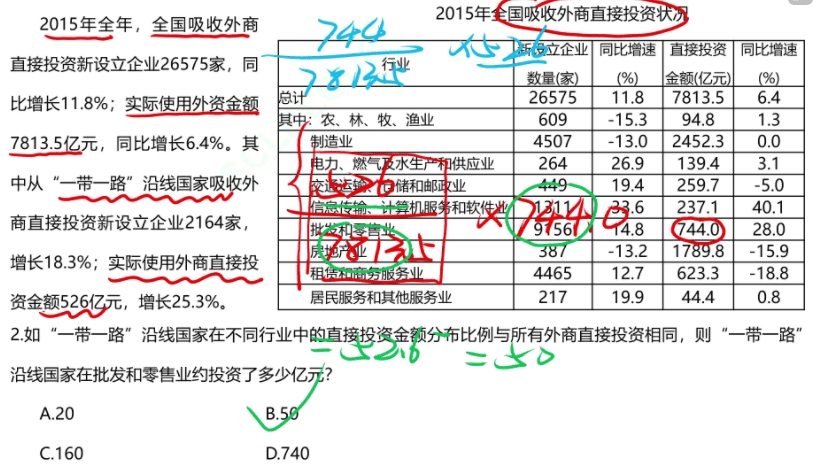 2015年全国吸收外商直接投资状况
2015年全年，全国吸收外商
直接投资新设立企业26575家，同
比增长11.8%；实际使用外资金额
7813.5亿元，同比增长6.4%。其
中从“一带一路”沿线国家吸收外
商直接投资新设立企业2164家，
增长18.3%；实际使用外商直接投
资金额526亿元，增长25.3%。
744
7813.5
×526
行业 新设立企业数量(家) 同比增速(%) 直接投资金额(亿元) 同比增速(%)
总计 26575 11.8 7813.5 6.4
其中：农、林、牧、渔业 609 -15.3 94.8 1.3
制造业 4507 -13.0 2452.3 0.0
电力、燃气及水生产和供应业 264 26.9 139.4 3.1
交通运输、仓储和邮政业 449 19.4 259.7 -5.0
信息传输、计算机服务和软件业 1311 33.6 237.1 40.1
批发和零售业 9156 14.8 744.0 28.0
房地产业 387 -13.2 1789.8 -15.9
租赁和商务服务业 4465 12.7 623.3 -18.8
居民服务和其他服务业 217 19.9 44.4 0.8
526
7813.5
×744.0
2.如“一带一路”沿线国家在不同行业中的直接投资金额分布比例与所有外商直接投资相同，则“一带一路”
=52.6 =50
沿线国家在批发和零售业约投资了多少亿元？
A.20 B.50
C.160 D.740